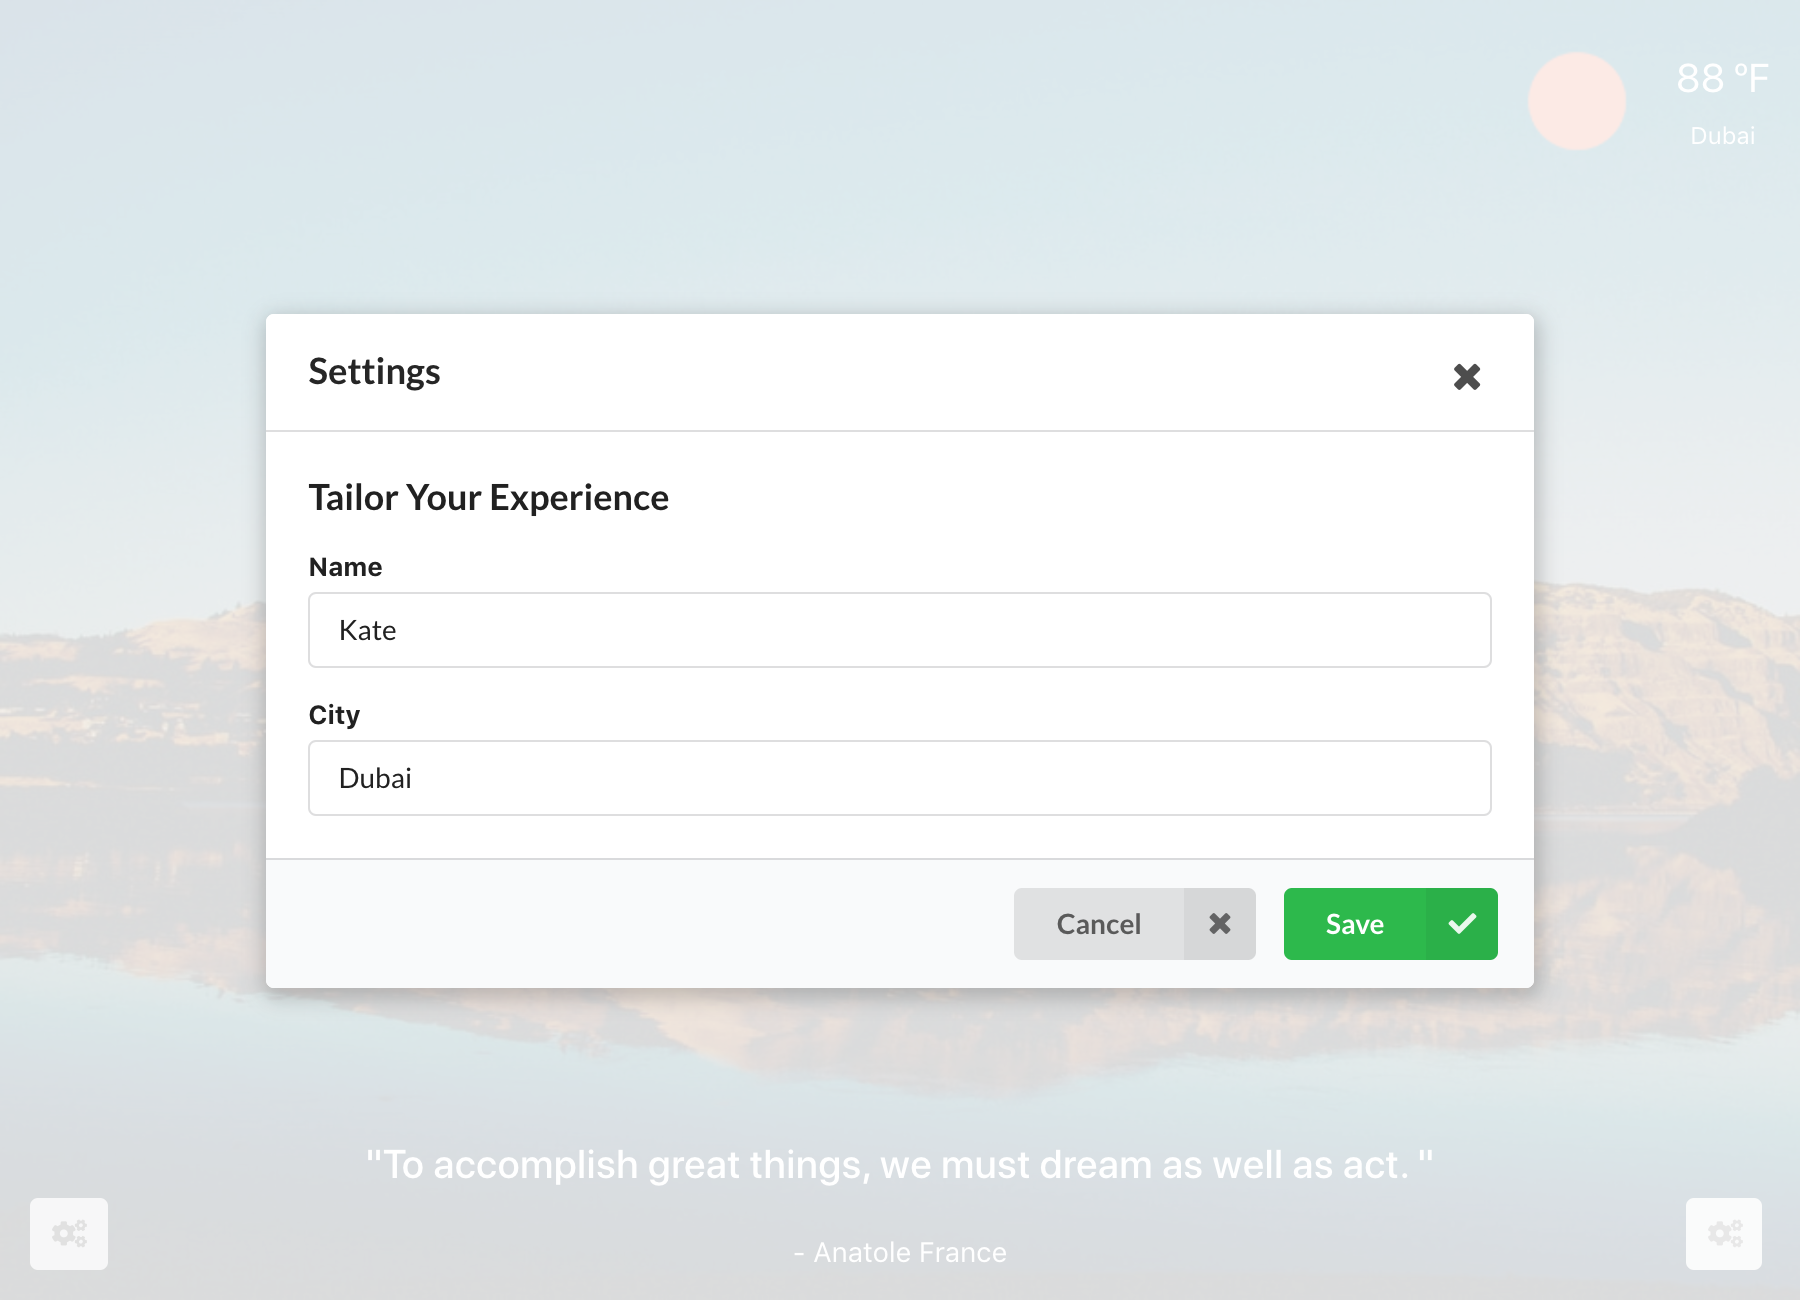 88 ºF
Dubai
Settings
Tailor Your Experience
Name
Kate
City
Dubai
Cancel
Save
"To accomplish great things, we must dream as well as act. "
- Anatole France